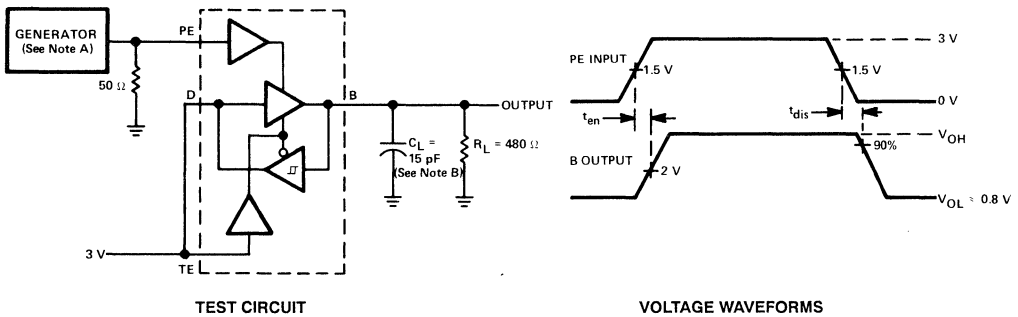 GENERATOR
(See Note A)
PE
50 Ω
D
B
OUTPUT
C_L =
15 pF
(See Note B)
R_L = 480 Ω
3 V
TE
TEST CIRCUIT
PE INPUT
1.5 V
1.5 V
3 V
0 V
t_en
t_dis
B OUTPUT
2 V
V_OH
90%
V_OL ≈ 0.8 V
VOLTAGE WAVEFORMS